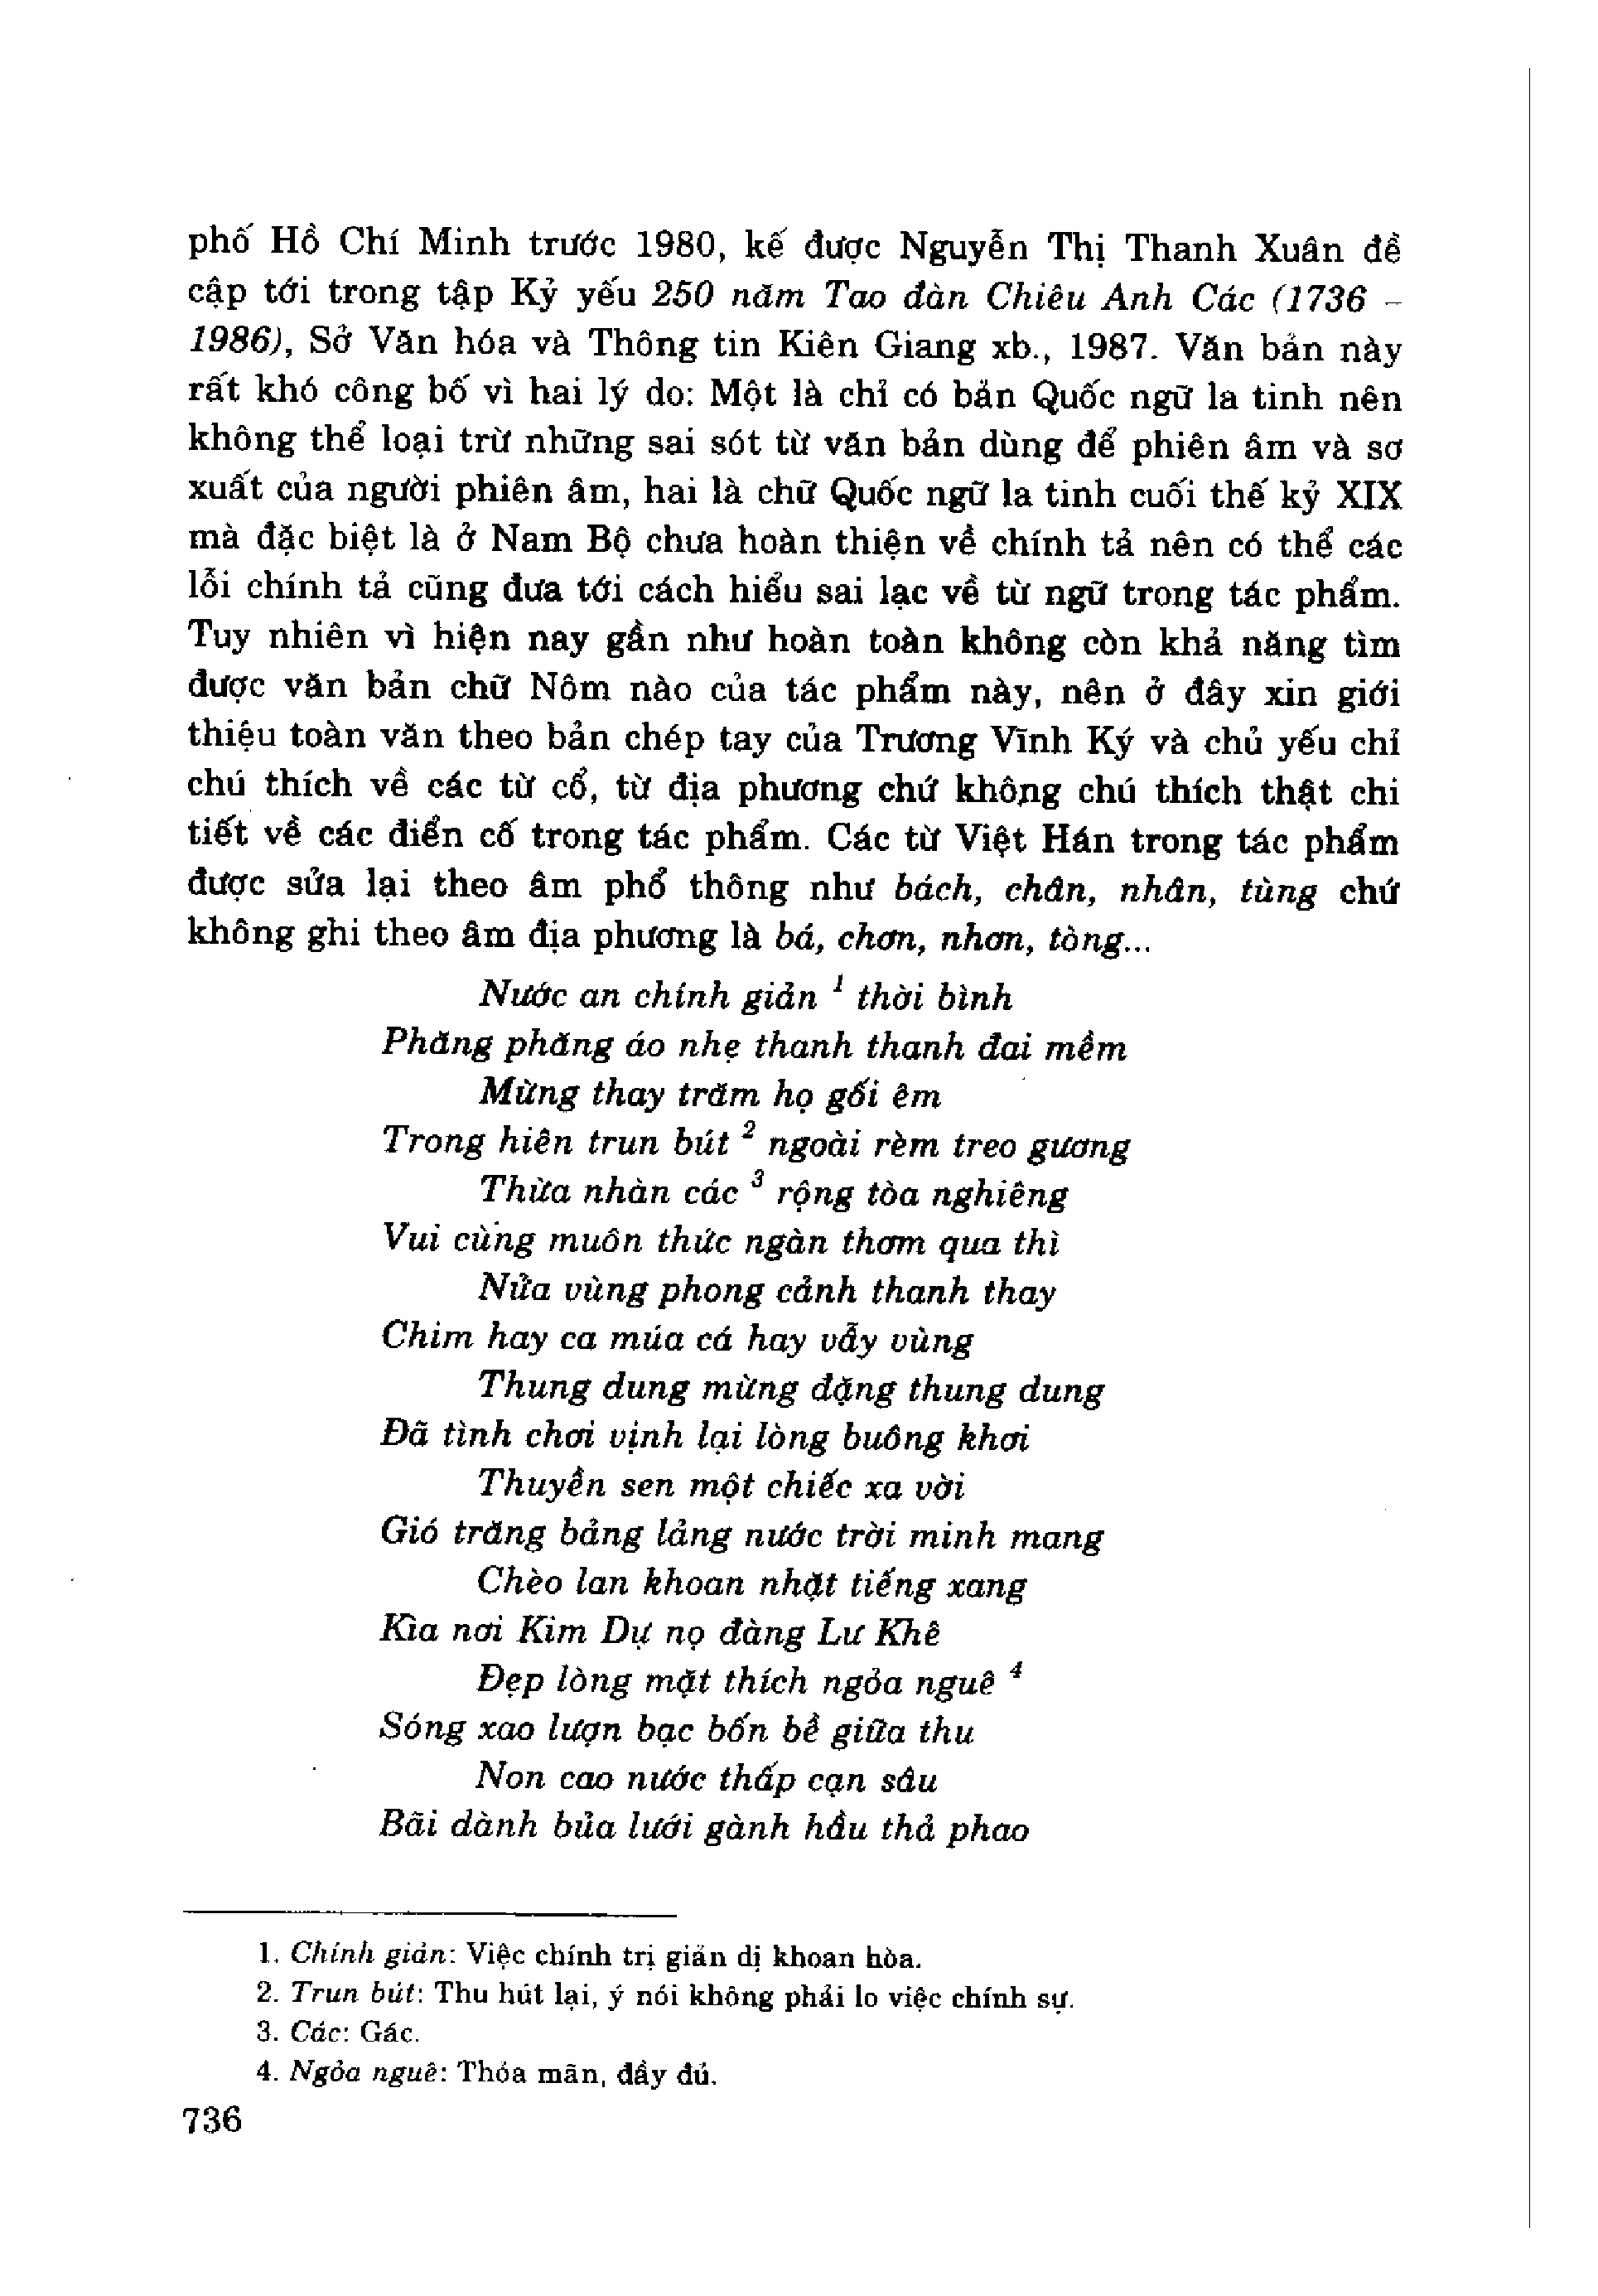 phố Hồ Chí Minh trước 1980, kế được Nguyễn Thị Thanh Xuân đề
cập tới trong tập Kỷ yếu 250 năm Tao đàn Chiêu Anh Các (1736 –
1986), Sở Văn hóa và Thông tin Kiên Giang xb., 1987. Văn bản này
rất khó công bố vì hai lý do: Một là chỉ có bản Quốc ngữ la tinh nên
không thể loại trừ những sai sót từ văn bản dùng để phiên âm và sơ
xuất của người phiên âm, hai là chữ Quốc ngữ la tinh cuối thế kỷ XIX
mà đặc biệt là ở Nam Bộ chưa hoàn thiện về chính tả nên có thể các
lỗi chính tả cũng đưa tới cách hiểu sai lạc về từ ngữ trong tác phẩm.
Tuy nhiên vì hiện nay gần như hoàn toàn không còn khả năng tìm
được văn bản chữ Nôm nào của tác phẩm này, nên ở đây xin giới
thiệu toàn văn theo bản chép tay của Trương Vĩnh Ký và chủ yếu chỉ
chú thích về các từ cổ, từ địa phương chứ không chú thích thật chi
tiết về các điển cố trong tác phẩm. Các từ Việt Hán trong tác phẩm
được sửa lại theo âm phổ thông như bách, chân, nhân, tùng chứ
không ghi theo âm địa phương là bá, chơn, nhơn, tòng...
Nước an chính giản 1 thời bình
Phăng phăng áo nhẹ thanh thanh đai mềm
Mừng thay trăm họ gối êm
Trong hiên trun bút 2 ngoài rèm treo gương
Thừa nhàn các 3 rộng tòa nghiêng
Vui cùng muôn thức ngàn thơm qua thì
Nửa vùng phong cảnh thanh thay
Chim hay ca múa cá hay vẫy vùng
Thung dung mừng đặng thung dung
Đã tình chơi vịnh lại lòng buông khơi
Thuyền sen một chiếc xa vời
Gió trăng bảng lảng nước trời minh mang
Chèo lan khoan nhặt tiếng xang
Kìa nơi Kim Dự nọ đàng Lư Khê
Đẹp lòng mặt thích ngỏa nguê 4
Sóng xao lượn bạc bốn bề giữa thu
Non cao nước thấp cạn sâu
Bãi dành bủa lưới gành hầu thả phao
1. Chính giản: Việc chính trị giản dị khoan hòa.
2. Trun bút: Thu hút lại, ý nói không phải lo việc chính sự.
3. Các: Gác.
4. Ngỏa nguê: Thỏa mãn, đầy đủ.
736